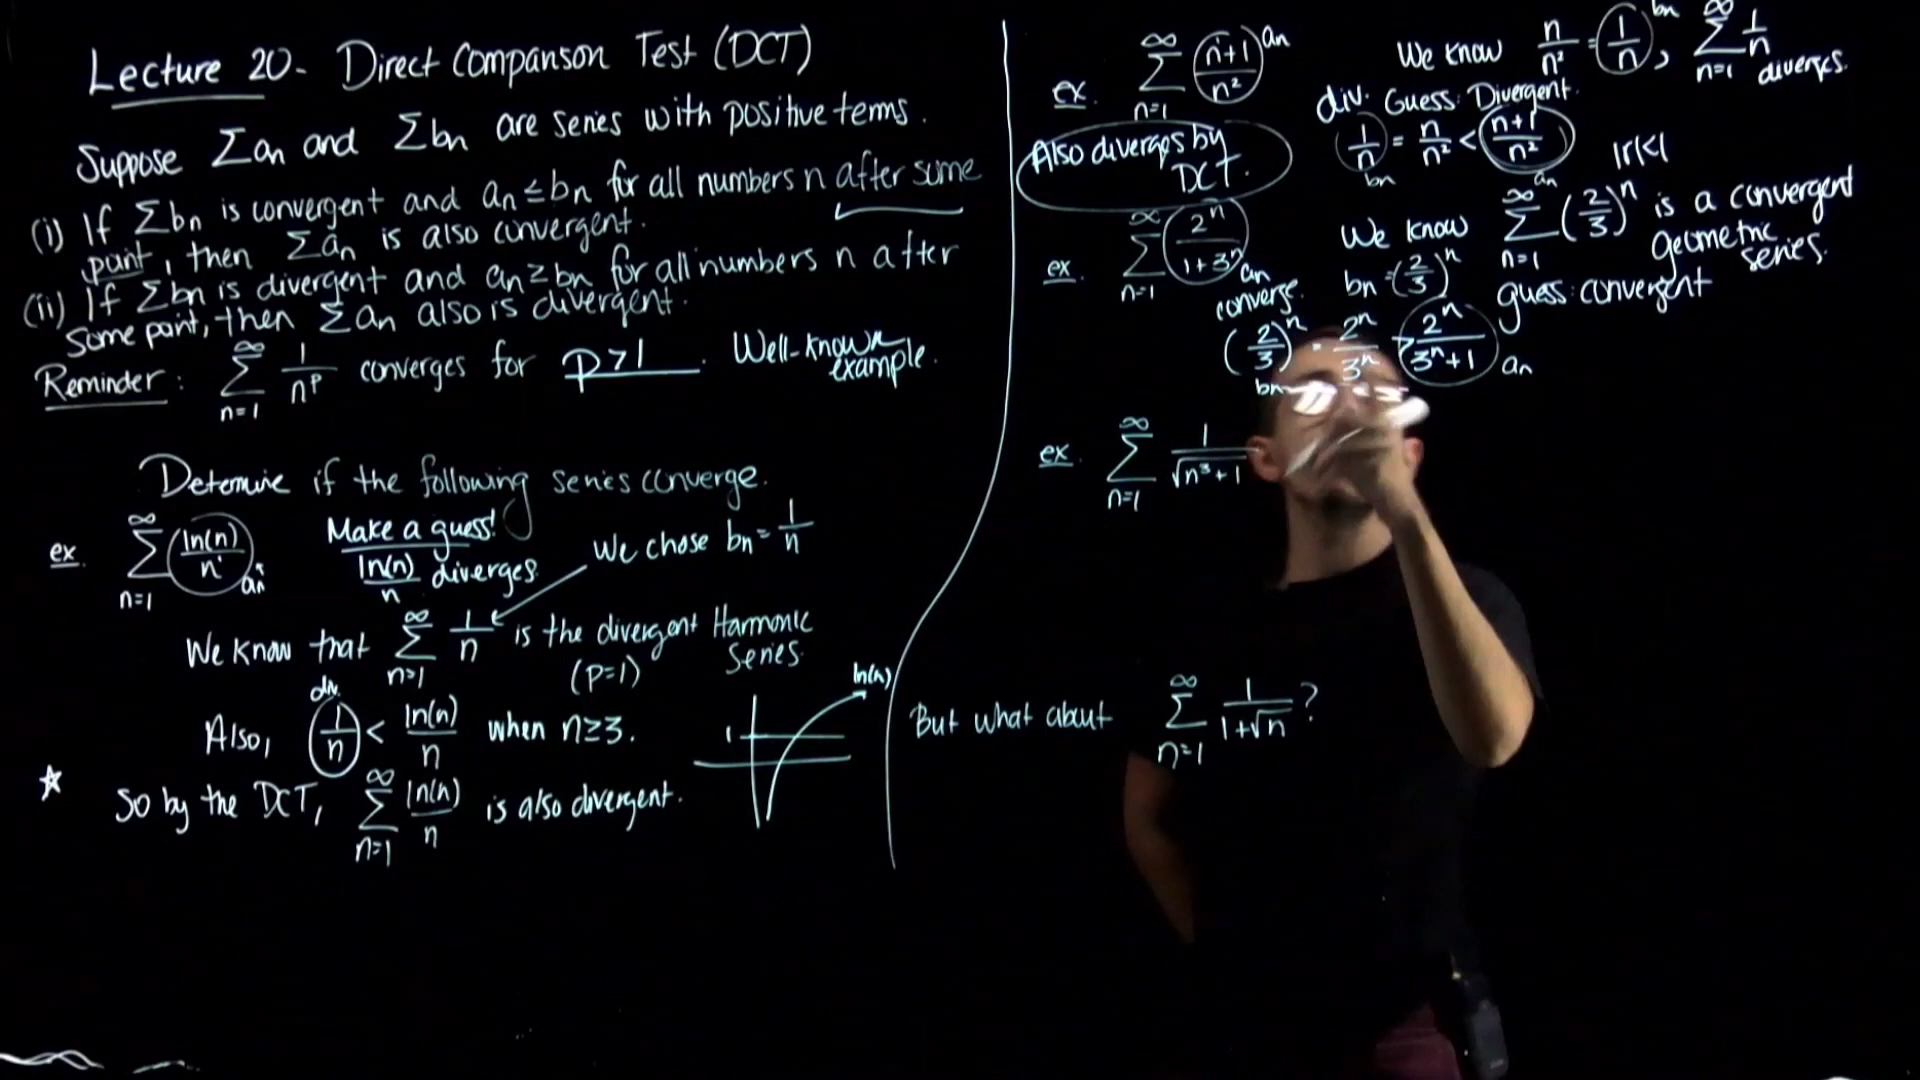 Lecture 20- Direct Comparison Test (DCT)
Suppose Σan and Σbn are series with positive terms.
(i) If Σbn is convergent and an ≤ bn for all numbers n after some
point, then Σan is also convergent.
(ii) If Σbn is divergent and an ≥ bn for all numbers n after
some point, then Σan also is divergent.
Reminder: ∞ Σ n=1 1/n^p converges for p>1. Well-known example.
Determine if the following series converge.
ex. ∞ Σ n=1 ln(n)/n an
Make a guess!
ln(n)/n diverges.
We chose bn = 1/n
We know that ∞ Σ n=1 1/n is the divergent Harmonic Series.
(p=1)
div.
Also, 1/n < ln(n)/n when n≥3.
1
ln(n)
☆ So by the DCT, ∞ Σ n=1 ln(n)/n is also divergent.
ex. ∞ Σ n=1 n+1/n² an
We know n/n² = 1/n, bn ∞ Σ n=1 1/n diverges.
div. Guess: Divergent.
1/n bn = n/n² < n+1/n² an
Also diverges by DCT.
|r|<1
ex. ∞ Σ n=1 2^n/1+3^n an
We know ∞ Σ n=1 (2/3)^n is a convergent geometric series.
bn = (2/3)^n
guess: convergent
converge.
(2/3)^n bn = 2^n/3^n > 2^n/3^n+1 an
ex. ∞ Σ n=1 1/√n³+1
But what about ∞ Σ n=1 1/1+√n ?